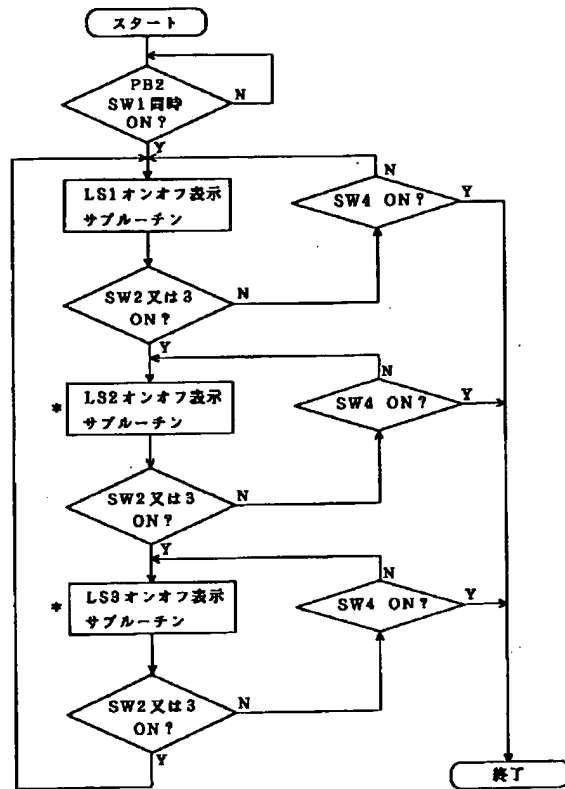 スタート
PB2
SW1同時
ON?
N
Y
LS1オンオフ表示
サブルーチン
N
SW4 ON?
Y
SW2又は3
ON?
N
Y
*
LS2オンオフ表示
サブルーチン
N
SW4 ON?
Y
SW2又は3
ON?
N
Y
*
LS3オンオフ表示
サブルーチン
N
SW4 ON?
Y
SW2又は3
ON?
N
Y
終了